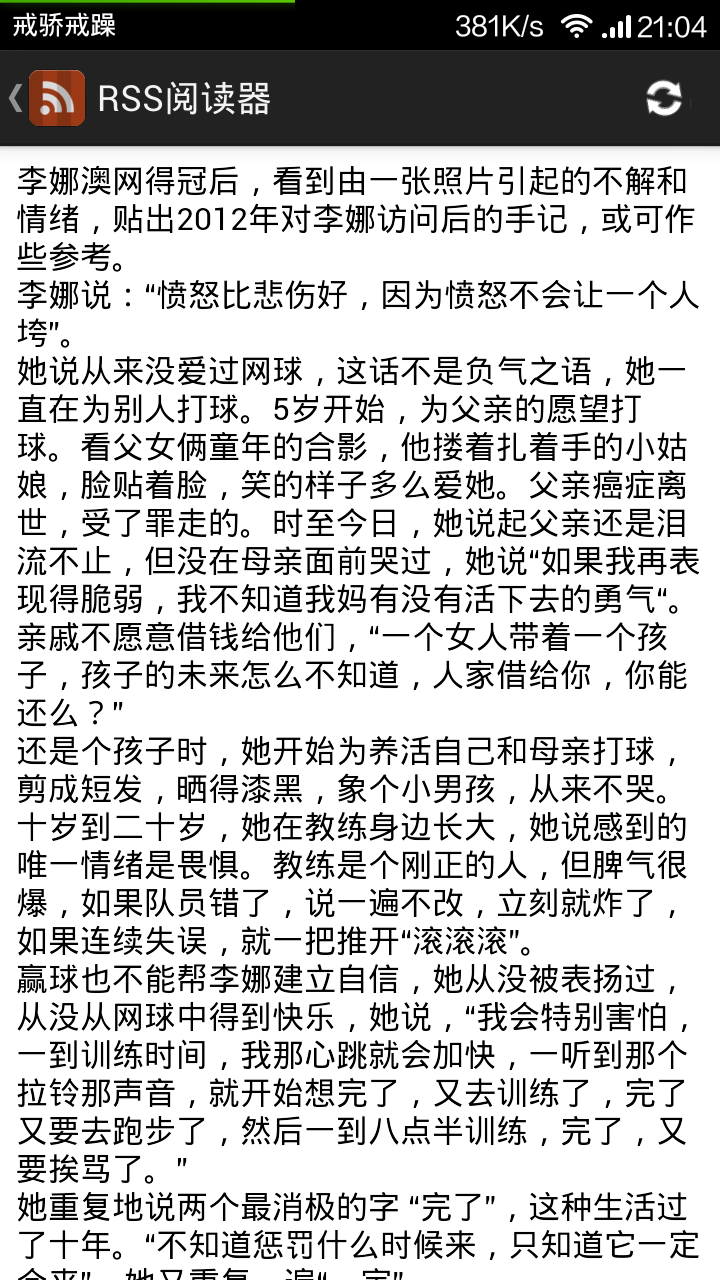 戒骄戒躁 381K/s 21:04
RSS阅读器
李娜澳网得冠后，看到由一张照片引起的不解和
情绪，贴出2012年对李娜访问后的手记，或可作
些参考。
李娜说：“愤怒比悲伤好，因为愤怒不会让一个人
垮”。
她说从来没爱过网球，这话不是负气之语，她一
直在为别人打球。5岁开始，为父亲的愿望打
球。看父女俩童年的合影，他搂着扎着手的小姑
娘，脸贴着脸，笑的样子多么爱她。父亲癌症离
世，受了罪走的。时至今日，她说起父亲还是泪
流不止，但没在母亲面前哭过，她说“如果我再表
现得脆弱，我不知道我妈有没有活下去的勇气“。
亲戚不愿意借钱给他们，“一个女人带着一个孩
子，孩子的未来怎么不知道，人家借给你，你能
还么？”
还是个孩子时，她开始为养活自己和母亲打球，
剪成短发，晒得漆黑，象个小男孩，从来不哭。
十岁到二十岁，她在教练身边长大，她说感到的
唯一情绪是畏惧。教练是个刚正的人，但脾气很
爆，如果队员错了，说一遍不改，立刻就炸了，
如果连续失误，就一把推开“滚滚滚”。
赢球也不能帮李娜建立自信，她从没被表扬过，
从没从网球中得到快乐，她说，“我会特别害怕，
一到训练时间，我那心跳就会加快，一听到那个
拉铃那声音，就开始想完了，又去训练了，完了
又要去跑步了，然后一到八点半训练，完了，又
要挨骂了。”
她重复地说两个最消极的字 “完了”，这种生活过
了十年。“不知道惩罚什么时候来，只知道它一定
会来”，她又重复一遍“一定”